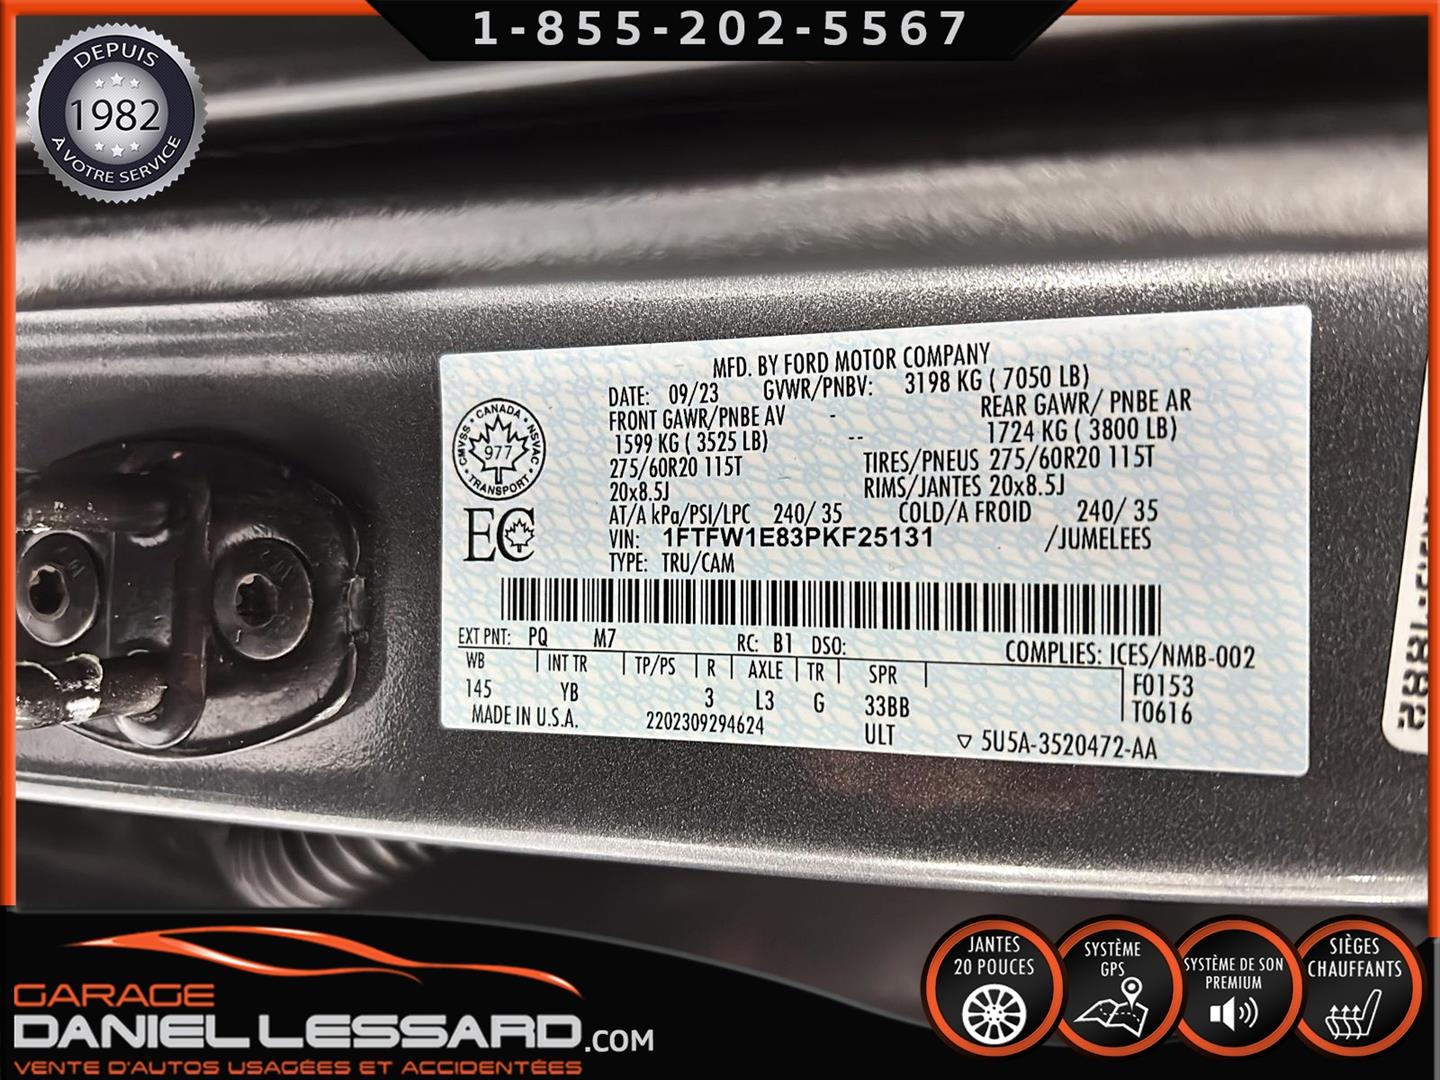 1-855-202-5567
DEPUIS
1982
À VOTRE SERVICE
MFD. BY FORD MOTOR COMPANY
DATE: 09/23 GVWR/PNBV: 3198 KG ( 7050 LB)
FRONT GAWR/PNBE AV - REAR GAWR/ PNBE AR
1599 KG ( 3525 LB) -- 1724 KG ( 3800 LB)
275/60R20 115T TIRES/PNEUS 275/60R20 115T
20x8.5J RIMS/JANTES 20x8.5J
AT/A kPa/PSI/LPC 240/ 35 COLD/A FROID 240/ 35
VIN: 1FTFW1E83PKF25131 /JUMELEES
TYPE: TRU/CAM
CANADA
CMVSS NSVAC
977
TRANSPORT
EC
EXT PNT: PQ M7 RC: B1 DSO: COMPLIES: ICES/NMB-002
WB INT TR TP/PS R AXLE TR SPR F0153
145 YB 3 L3 G 33BB T0616
MADE IN U.S.A. 2202309294624 ULT ▽ 5U5A-3520472-AA
GARAGE
DANIEL LESSARD.COM
VENTE D'AUTOS USAGÉES ET ACCIDENTÉES
JANTES
20 POUCES
SYSTÈME
GPS
SYSTÈME DE SON
PREMIUM
SIÈGES
CHAUFFANTS